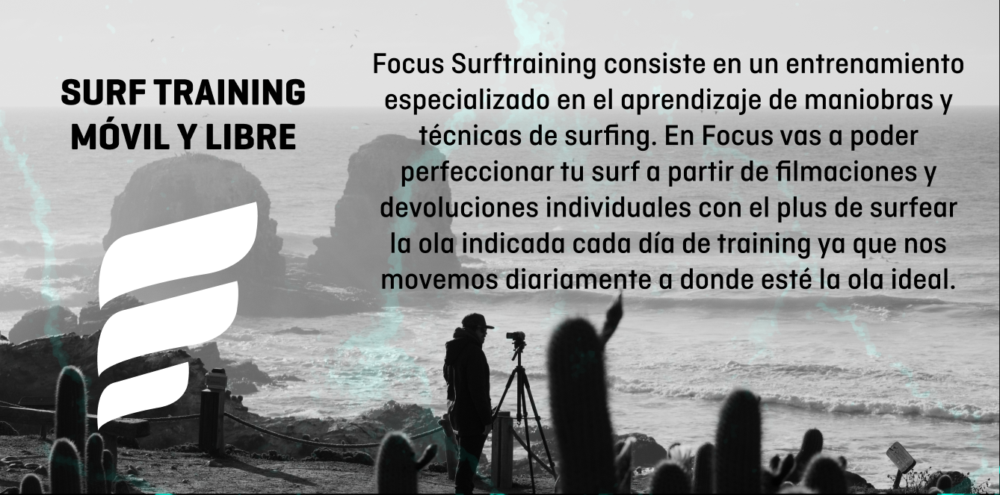 SURF TRAINING
MÓVIL Y LIBRE
Focus Surftraining consiste en un entrenamiento
especializado en el aprendizaje de maniobras y
técnicas de surfing. En Focus vas a poder
perfeccionar tu surf a partir de filmaciones y
devoluciones individuales con el plus de surfear
la ola indicada cada día de training ya que nos
movemos diariamente a donde esté la ola ideal.